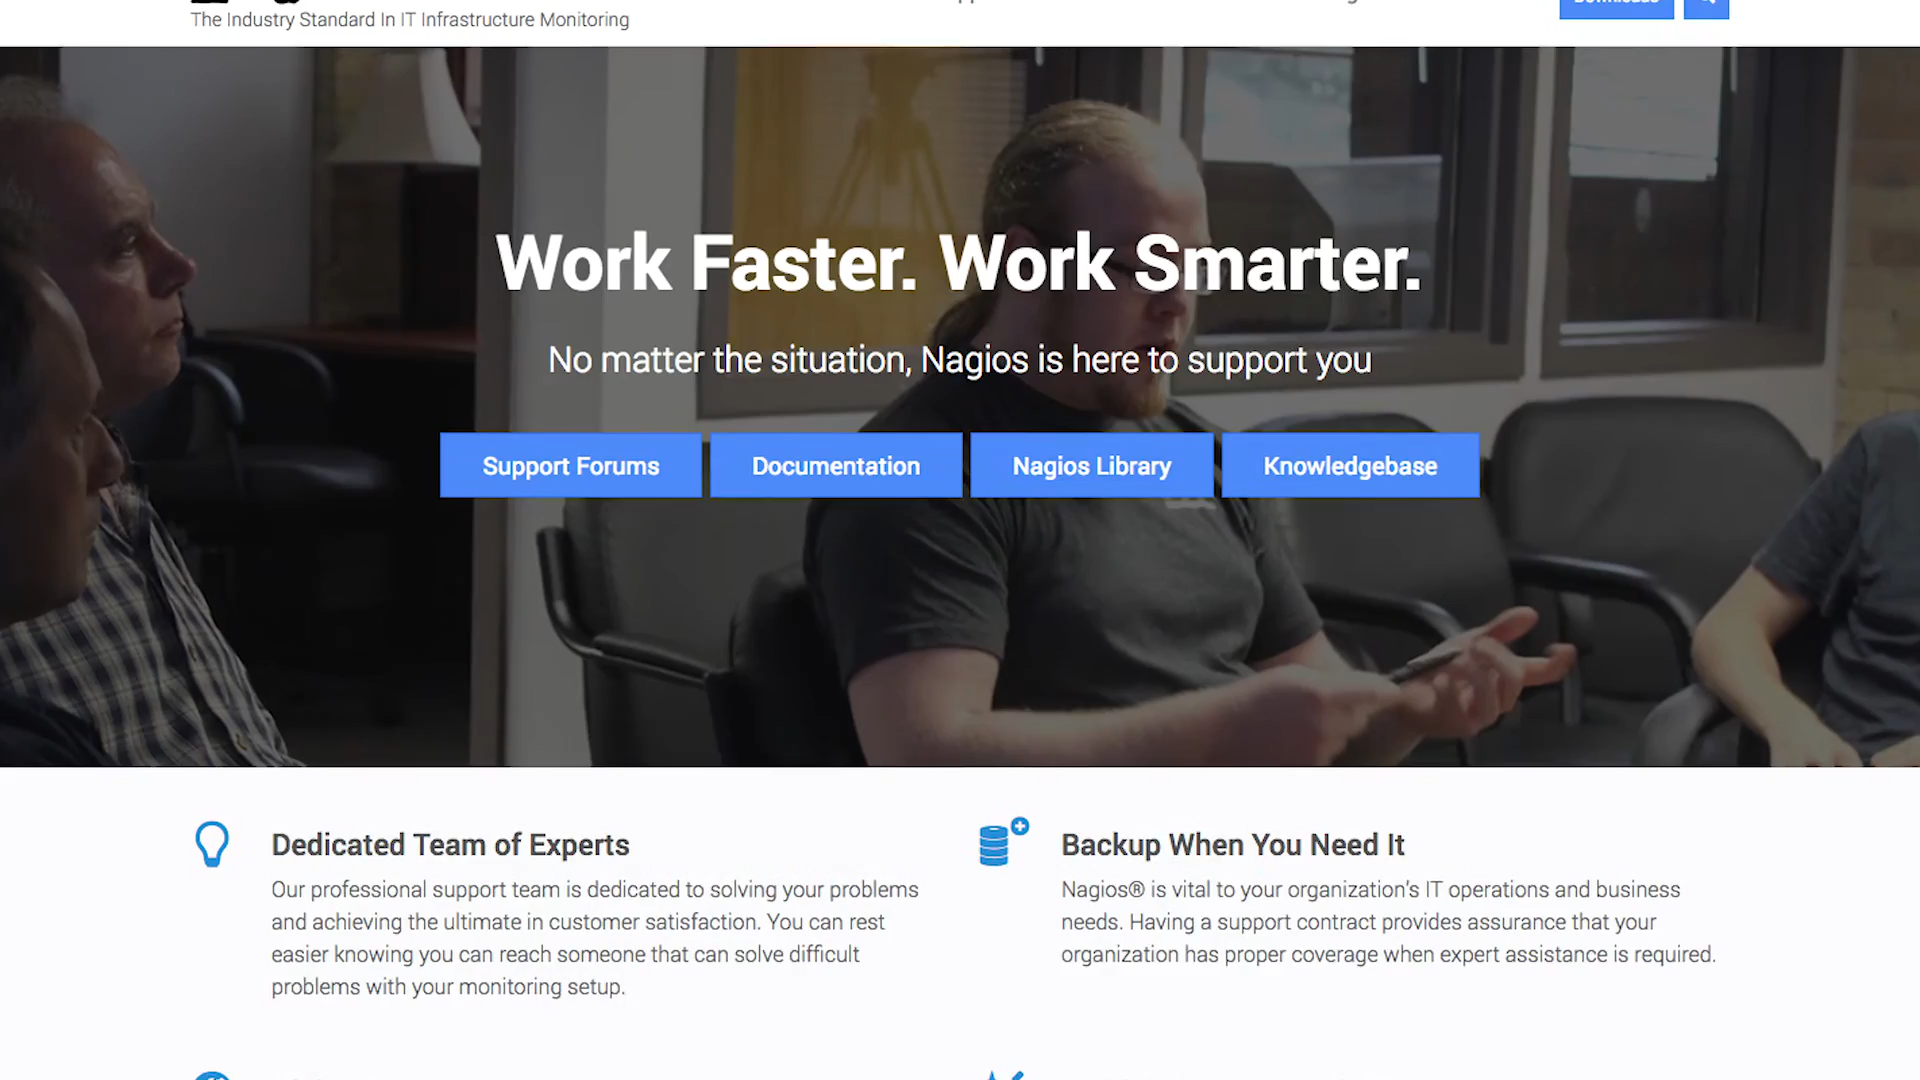 The Industry Standard In IT Infrastructure Monitoring
Work Faster. Work Smarter.
No matter the situation, Nagios is here to support you
Support Forums
Documentation
Nagios Library
Knowledgebase
Dedicated Team of Experts
Our professional support team is dedicated to solving your problems
and achieving the ultimate in customer satisfaction. You can rest
easier knowing you can reach someone that can solve difficult
problems with your monitoring setup.
Backup When You Need It
Nagios® is vital to your organization's IT operations and business
needs. Having a support contract provides assurance that your
organization has proper coverage when expert assistance is required.